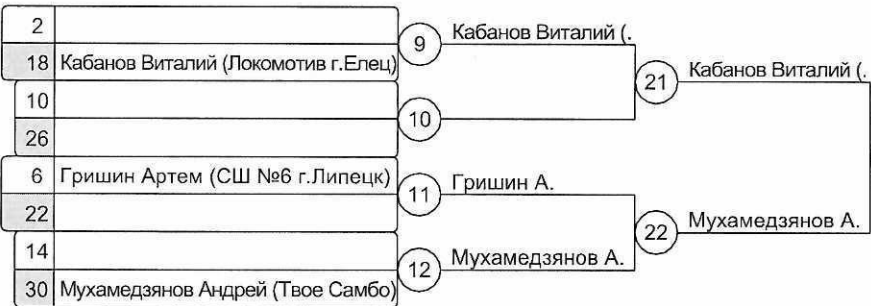 2
9
Кабанов Виталий (.
18 Кабанов Виталий (Локомотив г.Елец)
21
Кабанов Виталий (.
10
10
26
6 Гришин Артем (СШ №6 г.Липецк)
11
Гришин А.
22
22
Мухамедзянов А.
14
12
Мухамедзянов А.
30 Мухамедзянов Андрей (Твое Самбо)